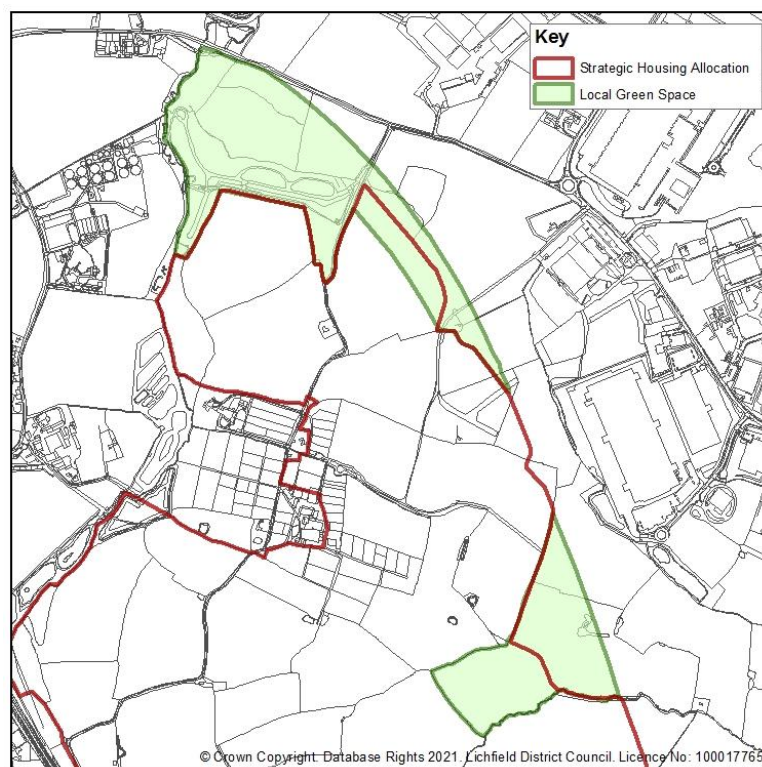 Key
Strategic Housing Allocation
Local Green Space
© Crown Copyright. Database Rights 2021. Lichfield District Council. Licence No: 100017765